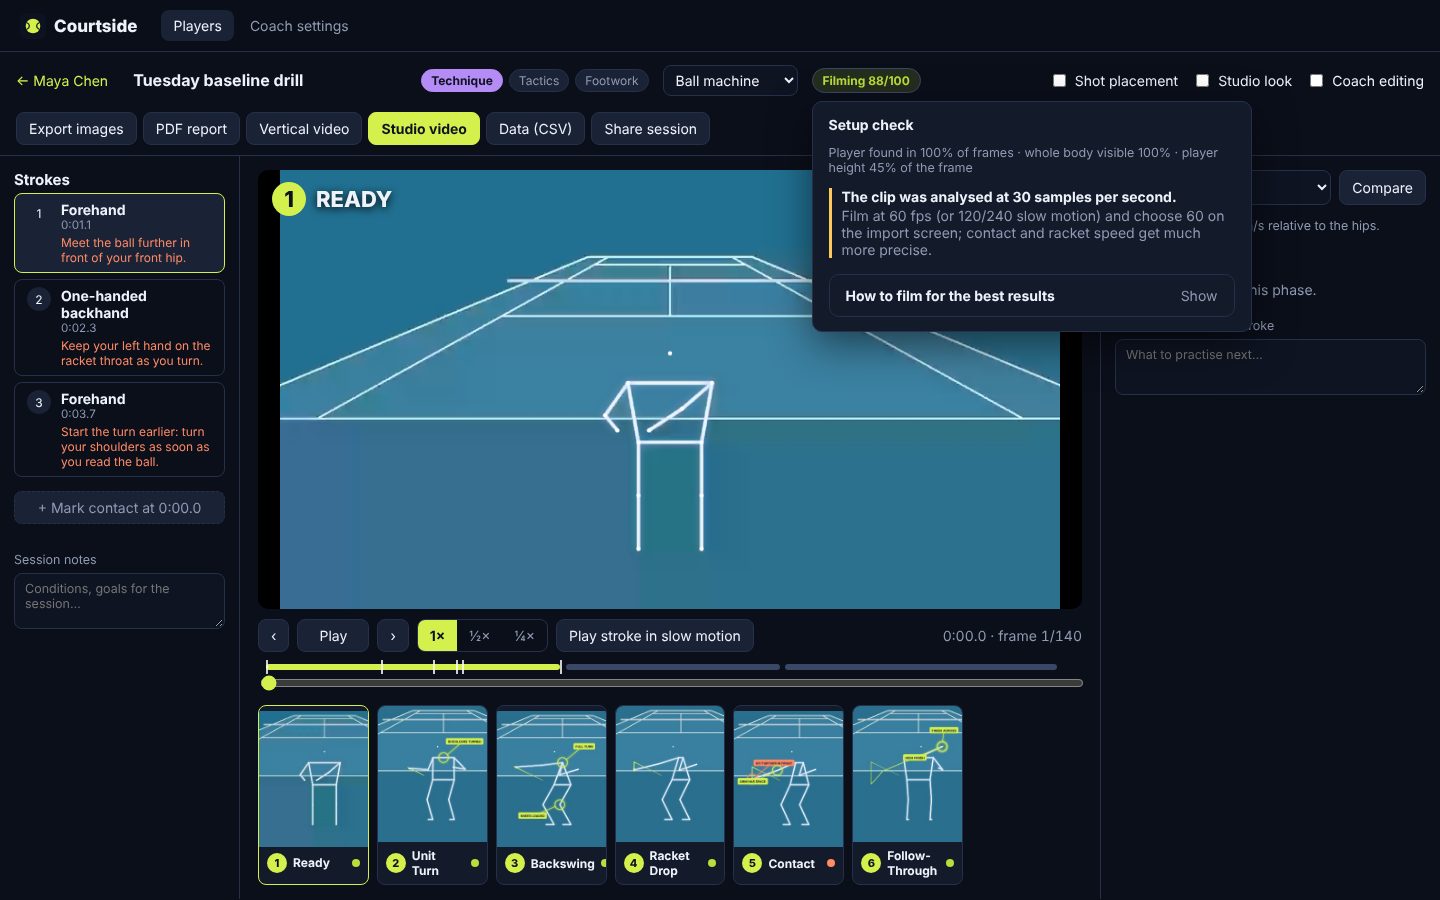 Courtside
Players
Coach settings
← Maya Chen
Tuesday baseline drill
Technique
Tactics
Footwork
Ball machine
Filming 88/100
Shot placement
Studio look
Coach editing
Export images
PDF report
Vertical video
Studio video
Data (CSV)
Share session
Setup check
Player found in 100% of frames · whole body visible 100% · player
height 45% of the frame
The clip was analysed at 30 samples per second.
Film at 60 fps (or 120/240 slow motion) and choose 60 on
the import screen; contact and racket speed get much
more precise.
How to film for the best results
Show
Strokes
1
Forehand
0:01.1
Meet the ball further in
front of your front hip.
2
One-handed
backhand
0:02.3
Keep your left hand on the
racket throat as you turn.
3
Forehand
0:03.7
Start the turn earlier: turn
your shoulders as soon as
you read the ball.
+ Mark contact at 0:00.0
Session notes
Conditions, goals for the
session...
1 READY
Compare
/s relative to the hips.
his phase.
roke
What to practise next...
‹
Play
›
1×
½×
¼×
Play stroke in slow motion
0:00.0 · frame 1/140
1 Ready
2 Unit
Turn
3 Backswing
4 Racket
Drop
5 Contact
6 Follow-
Through